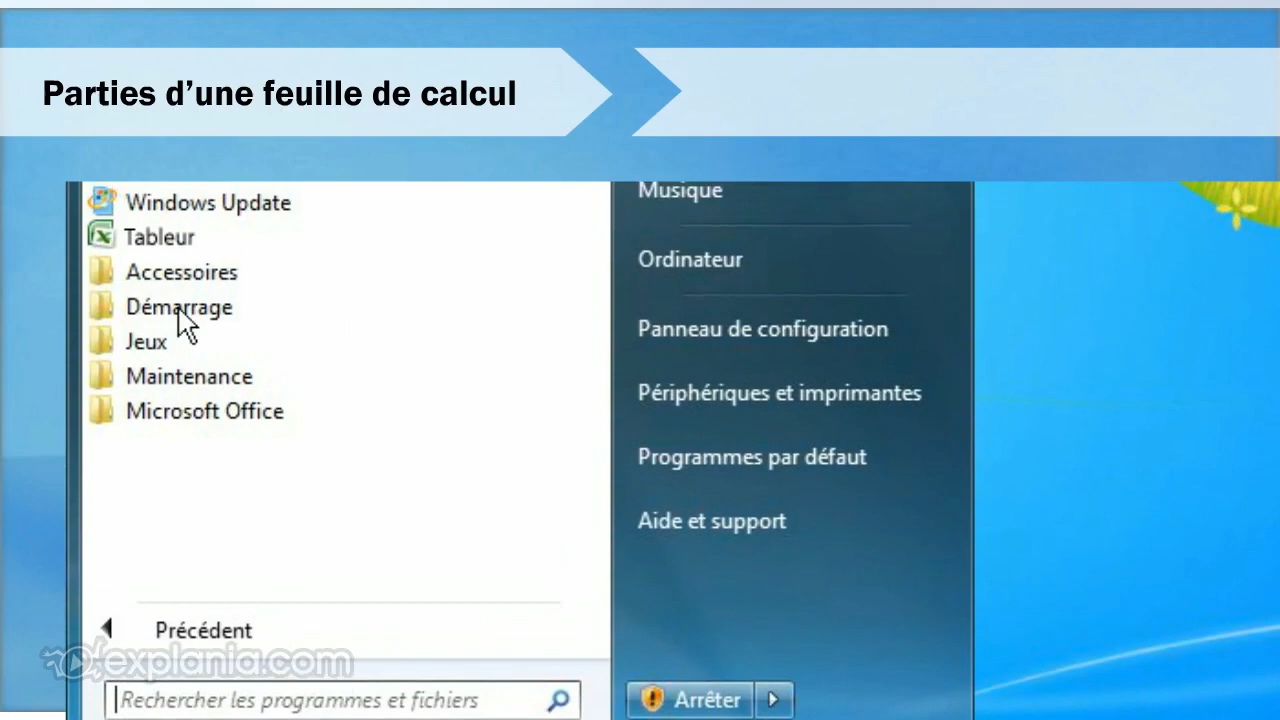 Parties d’une feuille de calcul
Windows Update
Tableur
Accessoires
Démarrage
Jeux
Maintenance
Microsoft Office
Précédent
Rechercher les programmes et fichiers
Musique
Ordinateur
Panneau de configuration
Périphériques et imprimantes
Programmes par défaut
Aide et support
Arrêter
explania.com